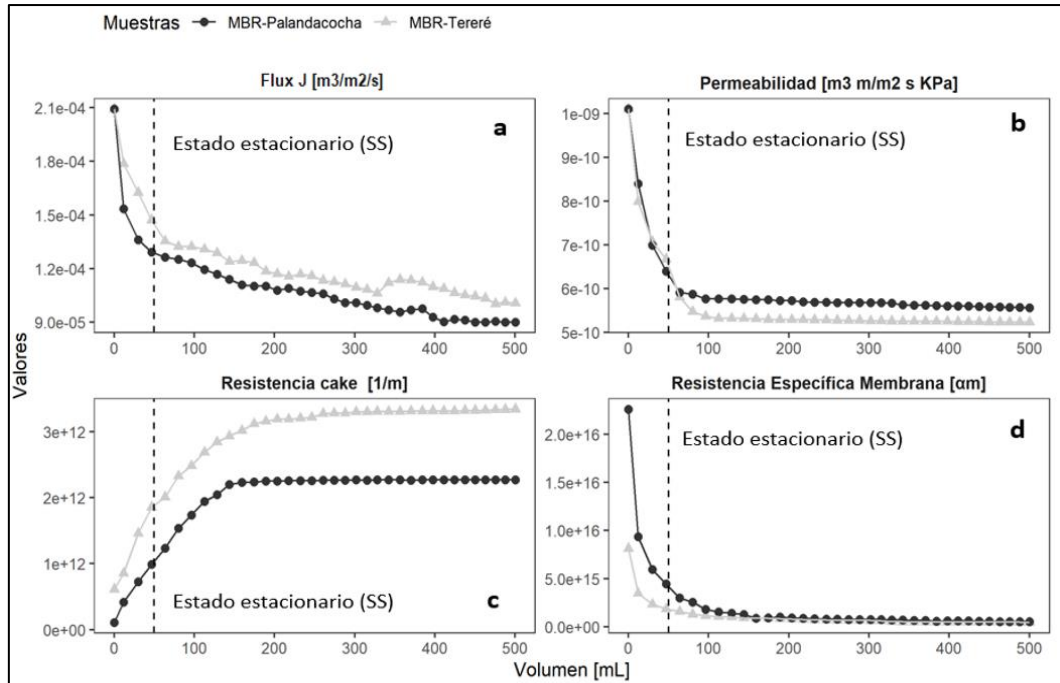 Muestras MBR-Palandacocha MBR-Tereré
Flux J [m3/m2/s]
2.1e-04
1.8e-04
1.5e-04
1.2e-04
9.0e-05
Estado estacionario (SS)
a
0 100 200 300 400 500
Permeabilidad [m3 m/m2 s KPa]
1e-09
9e-10
8e-10
7e-10
6e-10
5e-10
Estado estacionario (SS)
b
0 100 200 300 400 500
Valores
Resistencia cake [1/m]
3e+12
2e+12
1e+12
0e+00
Estado estacionario (SS)
c
0 100 200 300 400 500
Resistencia Específica Membrana [αm]
2.0e+16
1.5e+16
1.0e+16
5.0e+15
0.0e+00
Estado estacionario (SS)
d
0 100 200 300 400 500
Volumen [mL]